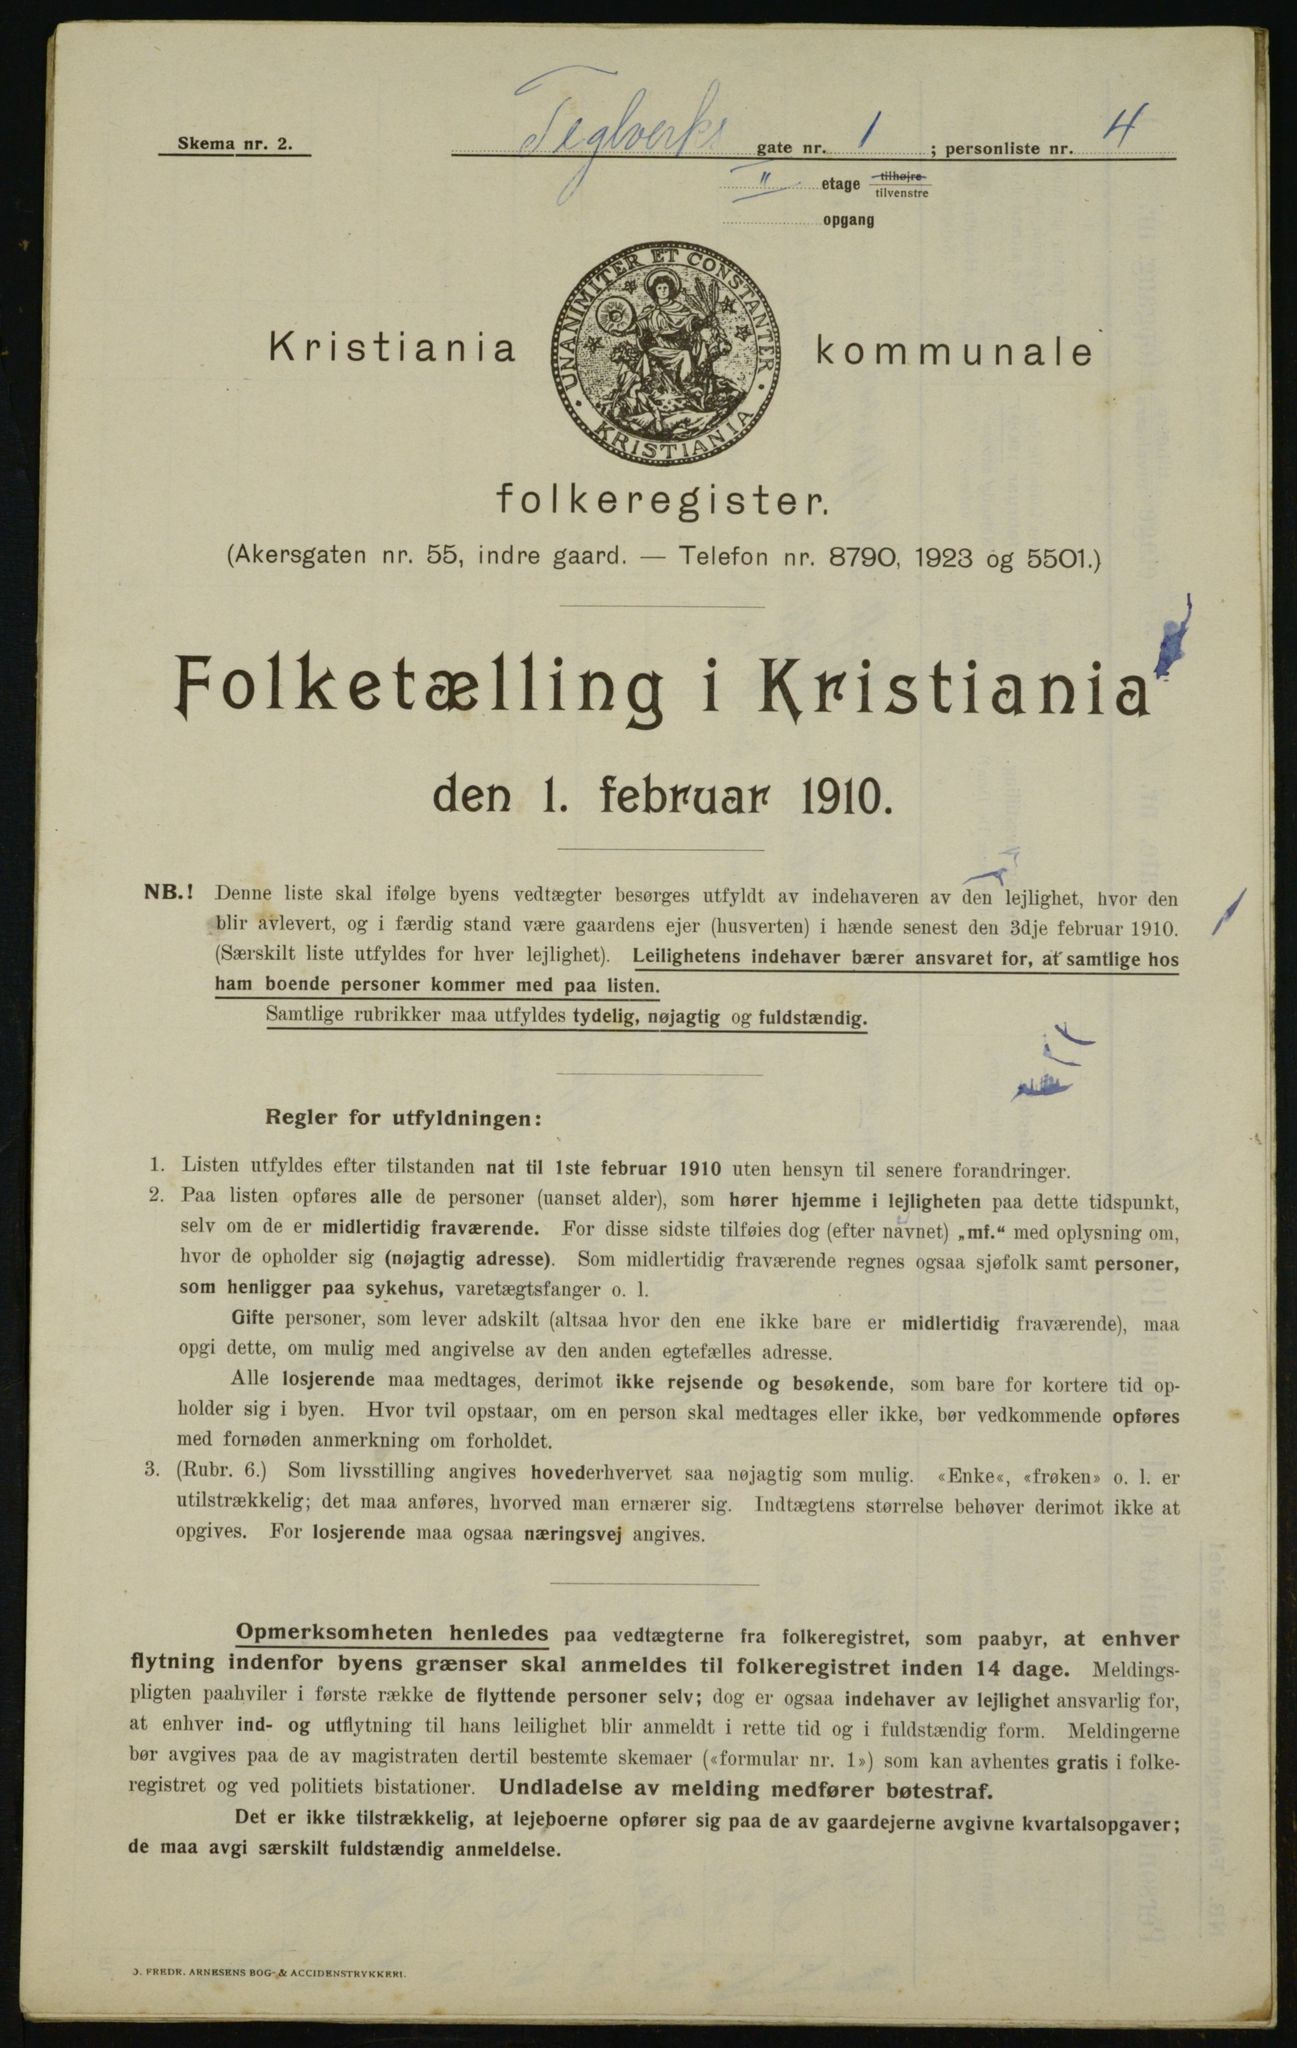 Skema nr. 2.
Teglverks gate nr. 1 ; personliste nr. 4
II etage tilhøjre
tilvenstre
opgang
UNANIMITER ET CONSTANTER
KRISTIANIA
Kristiania kommunale
folkeregister.
(Akersgaten nr. 55, indre gaard. — Telefon nr. 8790, 1923 og 5501.)
Folketælling i Kristiania
den 1. februar 1910.
NB.! Denne liste skal ifølge byens vedtægter besørges utfyldt av indehaveren av den lejlighet, hvor den
blir avlevert, og i færdig stand være gaardens ejer (husverten) i hænde senest den 3dje februar 1910.
(Særskilt liste utfyldes for hver lejlighet). Leilighetens indehaver bærer ansvaret for, at samtlige hos
ham boende personer kommer med paa listen.
Samtlige rubrikker maa utfyldes tydelig, nøjagtig og fuldstændig.
Regler for utfyldningen:
1. Listen utfyldes efter tilstanden nat til 1ste februar 1910 uten hensyn til senere forandringer.
2. Paa listen opføres alle de personer (uanset alder), som hører hjemme i lejligheten paa dette tidspunkt,
selv om de er midlertidig fraværende. For disse sidste tilføies dog (efter navnet) „mf.“ med oplysning om,
hvor de opholder sig (nøjagtig adresse). Som midlertidig fraværende regnes ogsaa sjøfolk samt personer,
som henligger paa sykehus, varetægtsfanger o. l.
Gifte personer, som lever adskilt (altsaa hvor den ene ikke bare er midlertidig fraværende), maa
opgi dette, om mulig med angivelse av den anden egtefælles adresse.
Alle losjerende maa medtages, derimot ikke rejsende og besøkende, som bare for kortere tid op-
holder sig i byen. Hvor tvil opstaar, om en person skal medtages eller ikke, bør vedkommende opføres
med fornøden anmerkning om forholdet.
3. (Rubr. 6.) Som livsstilling angives hovederhvervet saa nøjagtig som mulig. «Enke«, «frøken» o. l. er
utilstrækkelig; det maa anføres, hvorved man ernærer sig. Indtægtens størrelse behøver derimot ikke at
opgives. For losjerende maa ogsaa næringsvej angives.
Opmerksomheten henledes paa vedtægterne fra folkeregistret, som paabyr, at enhver
flytning indenfor byens grænser skal anmeldes til folkeregistret inden 14 dage. Meldings-
pligten paahviler i første række de flyttende personer selv; dog er ogsaa indehaver av lejlighet ansvarlig for,
at enhver ind- og utflytning til hans leilighet blir anmeldt i rette tid og i fuldstændig form. Meldingerne
bør avgives paa de av magistraten dertil bestemte skemaer («formular nr. 1») som kan avhentes gratis i folke-
registret og ved politiets bistationer. Undladelse av melding medfører bøtestraf.
Det er ikke tilstrækkelig, at lejeboerne opfører sig paa de av gaardejerne avgivne kvartalsopgaver;
de maa avgi særskilt fuldstændig anmeldelse.
O. FREDR. ARNESENS BOG- & ACCIDENSTRYKKERI.